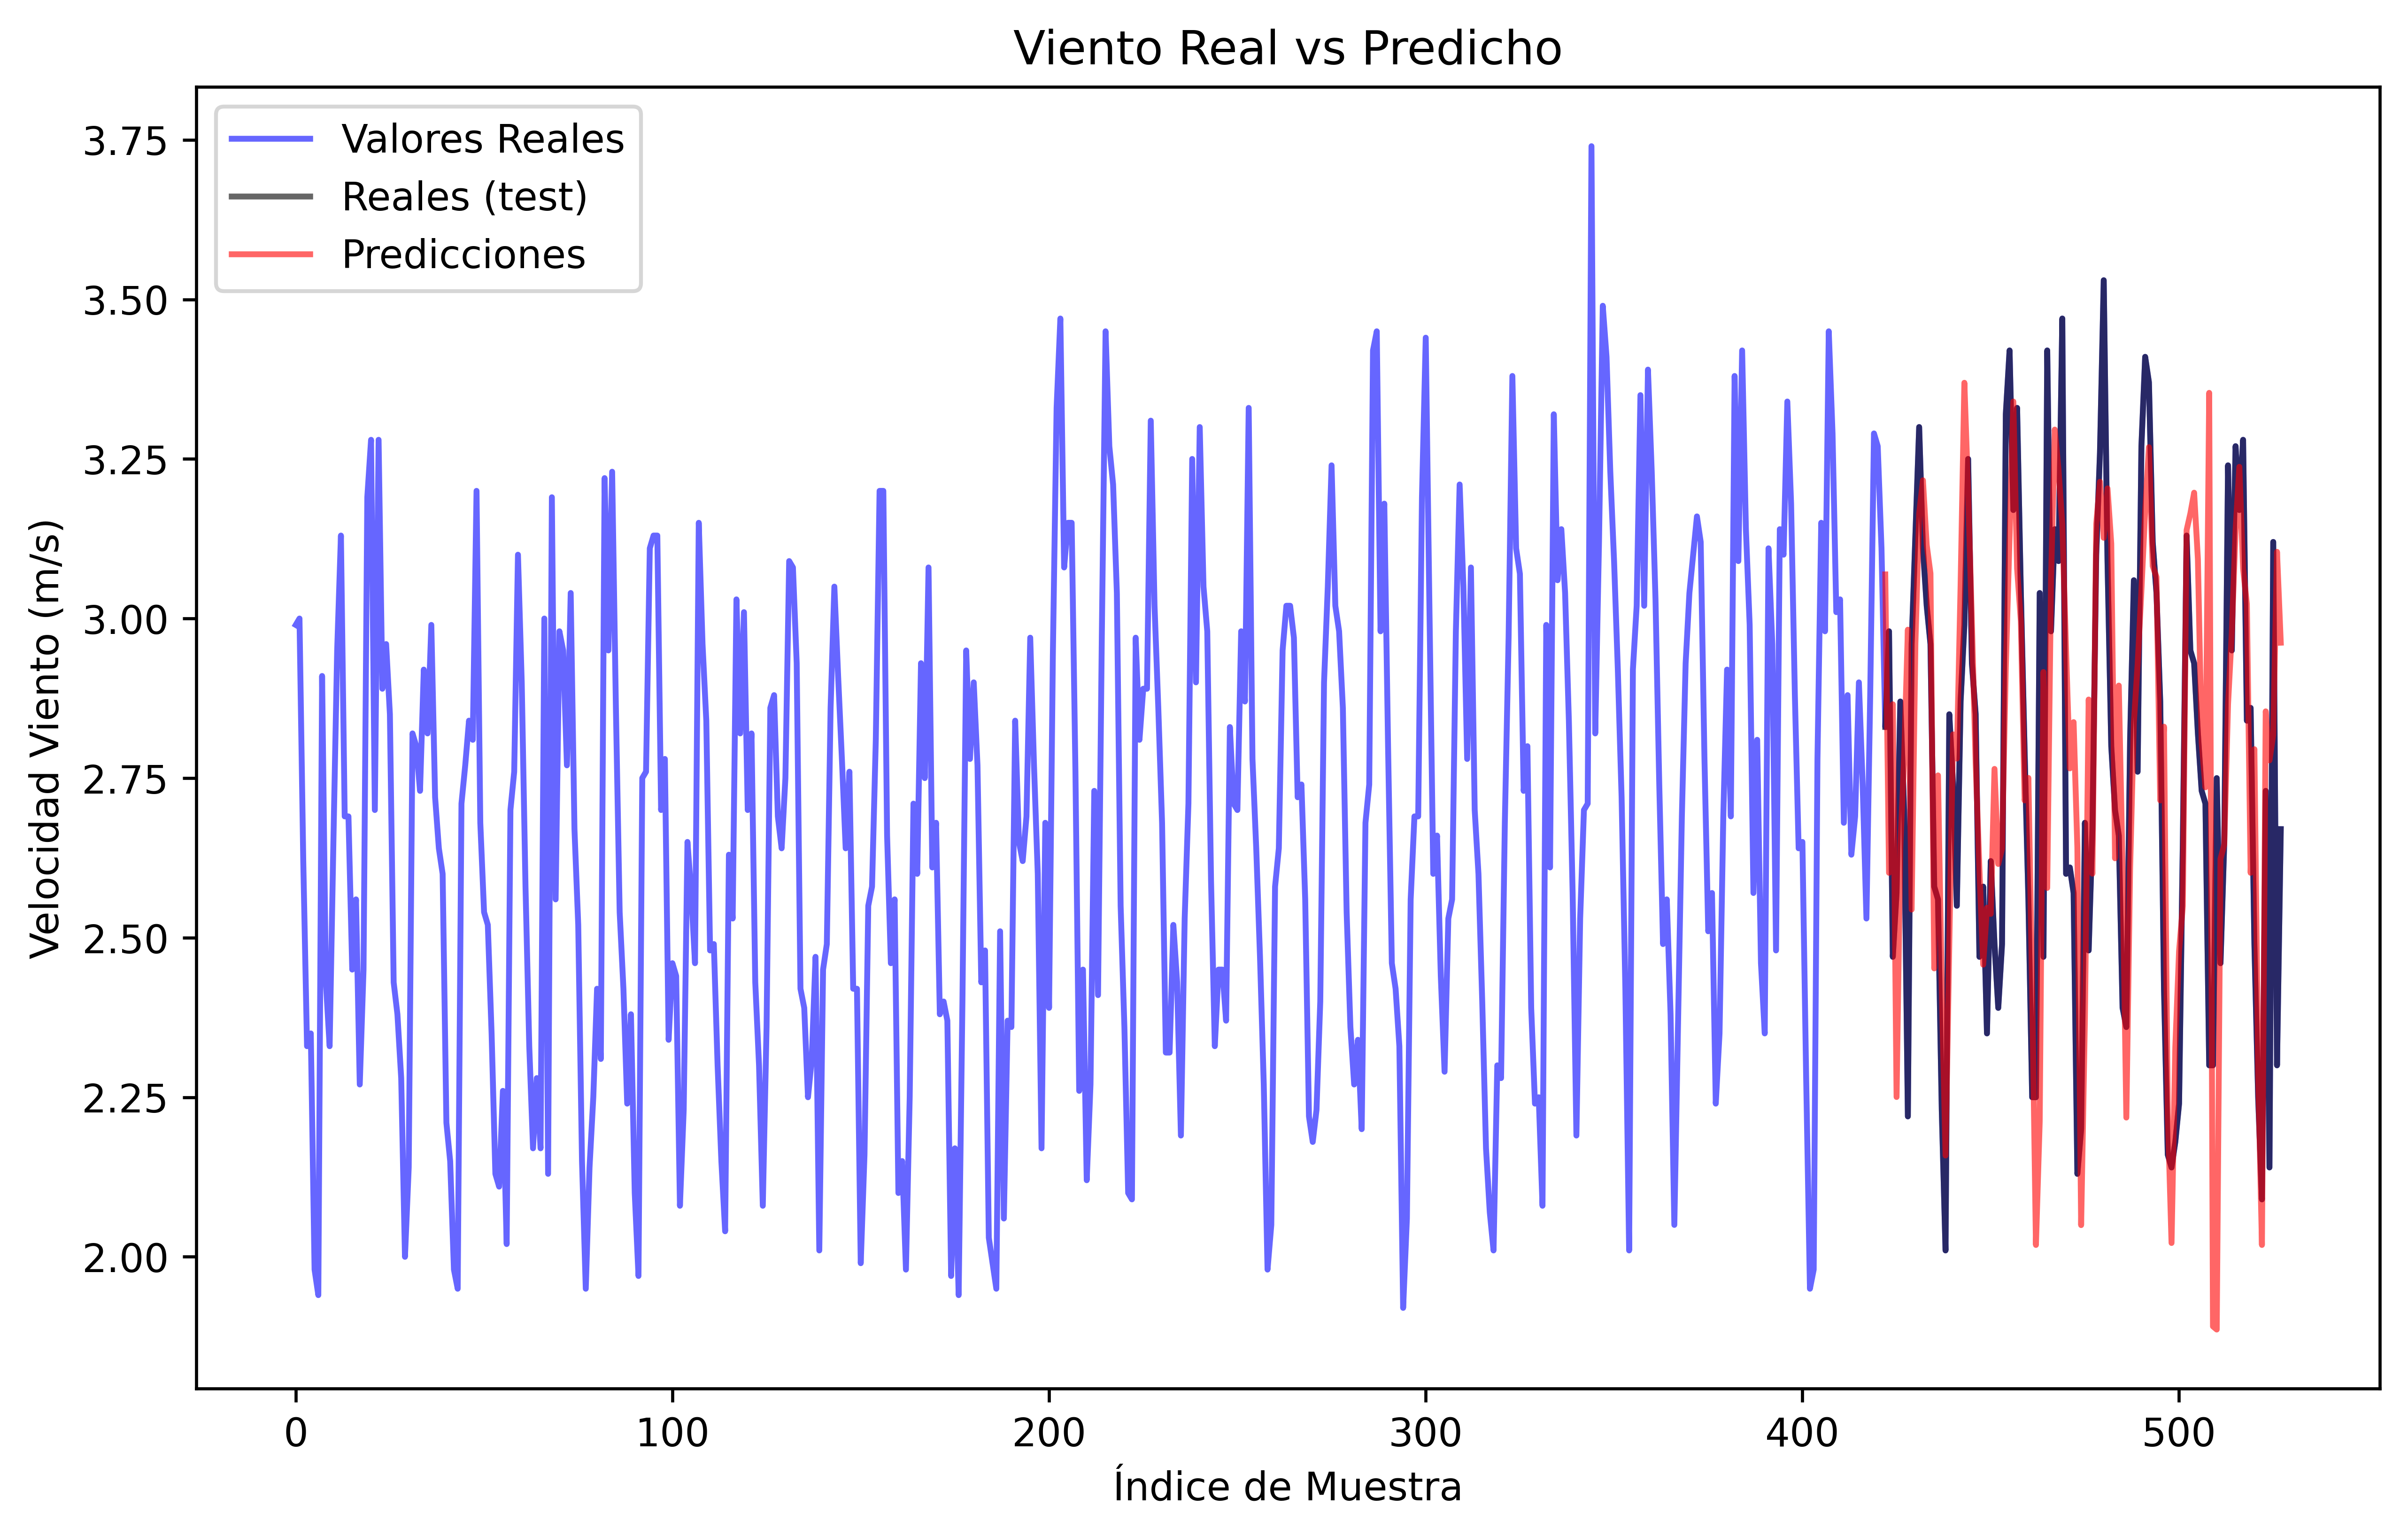 Viento Real vs Predicho
Valores Reales
Reales (test)
Predicciones
Velocidad Viento (m/s)
3.75
3.50
3.25
3.00
2.75
2.50
2.25
2.00
0 100 200 300 400 500
Índice de Muestra